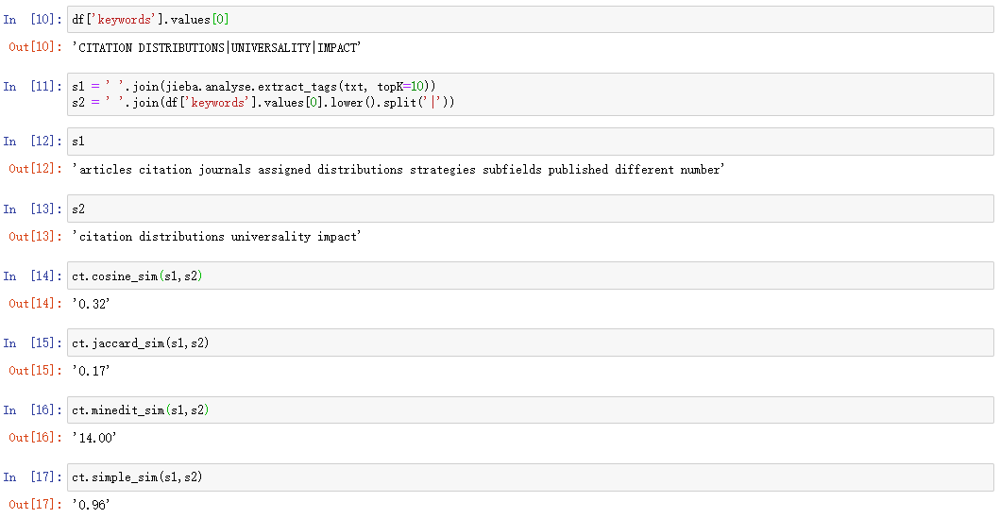 In [10]: df['keywords'].values[0]
Out[10]: 'CITATION DISTRIBUTIONS|UNIVERSALITY|IMPACT'
In [11]: s1 = ' '.join(jieba.analyse.extract_tags(txt, topK=10))
s2 = ' '.join(df['keywords'].values[0].lower().split('|'))
In [12]: s1
Out[12]: 'articles citation journals assigned distributions strategies subfields published different number'
In [13]: s2
Out[13]: 'citation distributions universality impact'
In [14]: ct.cosine_sim(s1,s2)
Out[14]: '0.32'
In [15]: ct.jaccard_sim(s1,s2)
Out[15]: '0.17'
In [16]: ct.minedit_sim(s1,s2)
Out[16]: '14.00'
In [17]: ct.simple_sim(s1,s2)
Out[17]: '0.96'